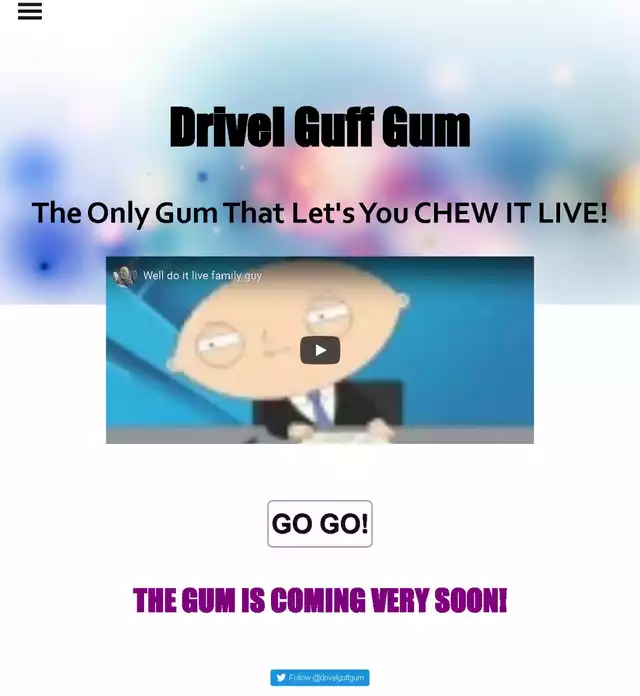 Drivel Guff Gum
The Only Gum That Let's You CHEW IT LIVE!
Well do it live family guy
GO GO!
THE GUM IS COMING VERY SOON!
Follow @drivelguffgum